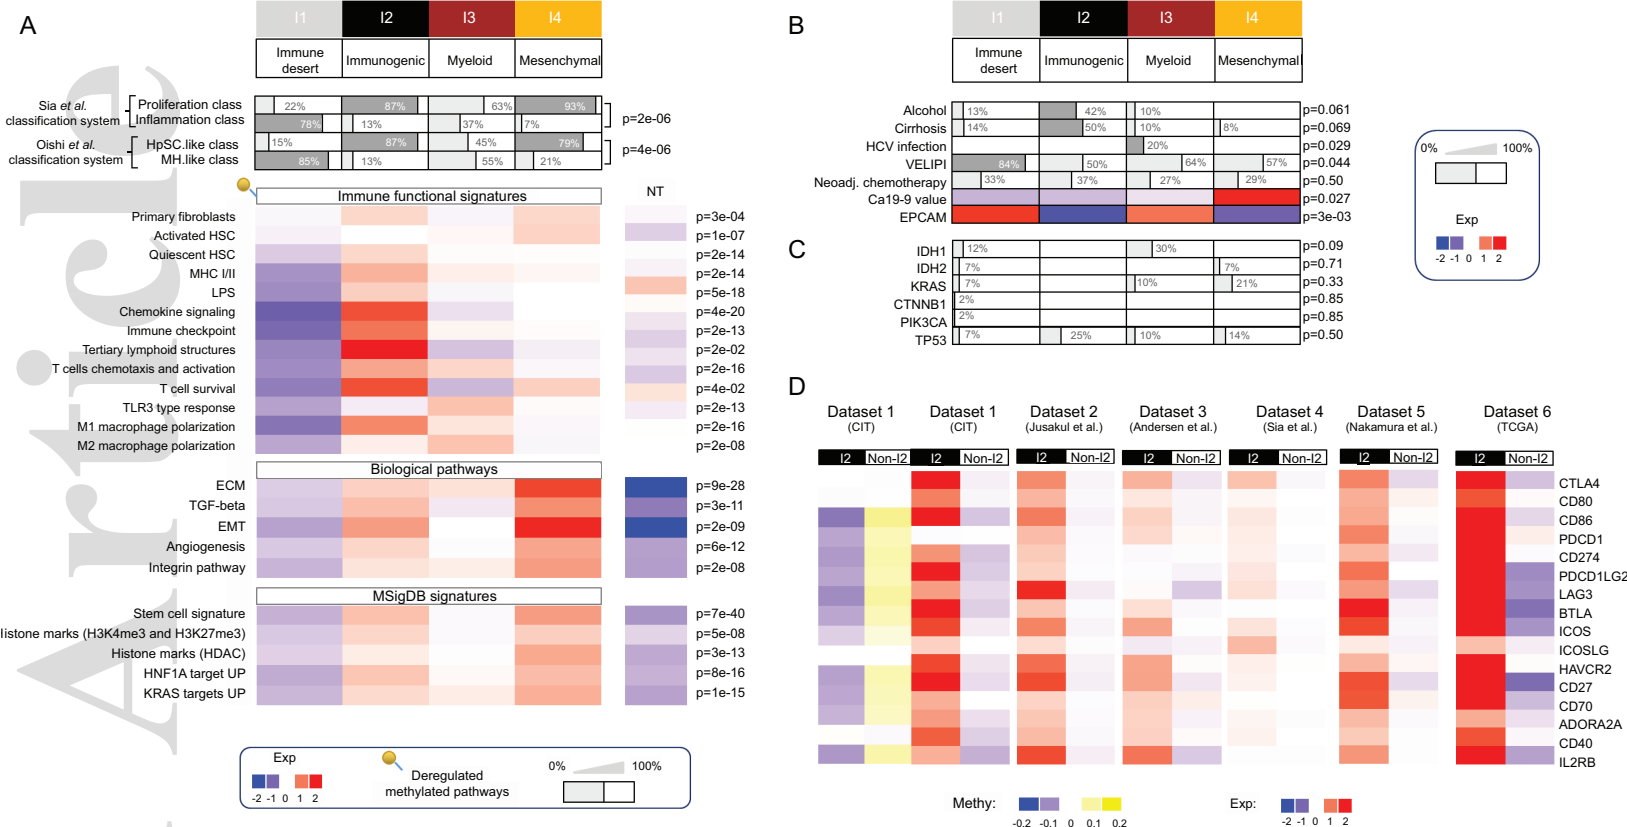 Article
A
I1 I2 I3 I4
Immune desert Immunogenic Myeloid Mesenchymal
Sia et al. classification system
Proliferation class 22% 87% 63% 93%
Inflammation class 78% 13% 37% 7%
p=2e-06
Oishi et al. classification system
HpSC.like class 15% 87% 45% 79%
MH.like class 85% 13% 55% 21%
p=4e-06
Immune functional signatures NT
Primary fibroblasts p=3e-04
Activated HSC p=1e-07
Quiescent HSC p=2e-14
MHC I/II p=2e-14
LPS p=5e-18
Chemokine signaling p=4e-20
Immune checkpoint p=2e-13
Tertiary lymphoid structures p=2e-02
T cells chemotaxis and activation p=2e-16
T cell survival p=4e-02
TLR3 type response p=2e-13
M1 macrophage polarization p=2e-16
M2 macrophage polarization p=2e-08
Biological pathways
ECM p=9e-28
TGF-beta p=3e-11
EMT p=2e-09
Angiogenesis p=6e-12
Integrin pathway p=2e-08
MSigDB signatures
Stem cell signature p=7e-40
Histone marks (H3K4me3 and H3K27me3) p=5e-08
Histone marks (HDAC) p=3e-13
HNF1A target UP p=8e-16
KRAS targets UP p=1e-15
Exp
-2 -1 0 1 2
Deregulated methylated pathways
0% 100%
B
I1 I2 I3 I4
Immune desert Immunogenic Myeloid Mesenchymal
Alcohol 13% 42% 10% p=0.061
Cirrhosis 14% 50% 10% 8% p=0.069
HCV infection 20% p=0.029
VELIPI 84% 50% 64% 57% p=0.044
Neoadj. chemotherapy 33% 37% 27% 29% p=0.50
Ca19-9 value p=0.027
EPCAM p=3e-03
0% 100%
Exp
-2 -1 0 1 2
C
IDH1 12% 30% p=0.09
IDH2 7% 7% p=0.71
KRAS 7% 10% 21% p=0.33
CTNNB1 2% p=0.85
PIK3CA 2% p=0.85
TP53 7% 25% 10% 14% p=0.50
D
Dataset 1 Dataset 1 Dataset 2 Dataset 3 Dataset 4 Dataset 5 Dataset 6
(CIT) (CIT) (Jusakul et al.) (Andersen et al.) (Sia et al.) (Nakamura et al.) (TCGA)
I2 Non-I2 I2 Non-I2 I2 Non-I2 I2 Non-I2 I2 Non-I2 I2 Non-I2 I2 Non-I2
CTLA4
CD80
CD86
PDCD1
CD274
PDCD1LG2
LAG3
BTLA
ICOS
ICOSLG
HAVCR2
CD27
CD70
ADORA2A
CD40
IL2RB
Methy:
-0.2 -0.1 0 0.1 0.2
Exp:
-2 -1 0 1 2